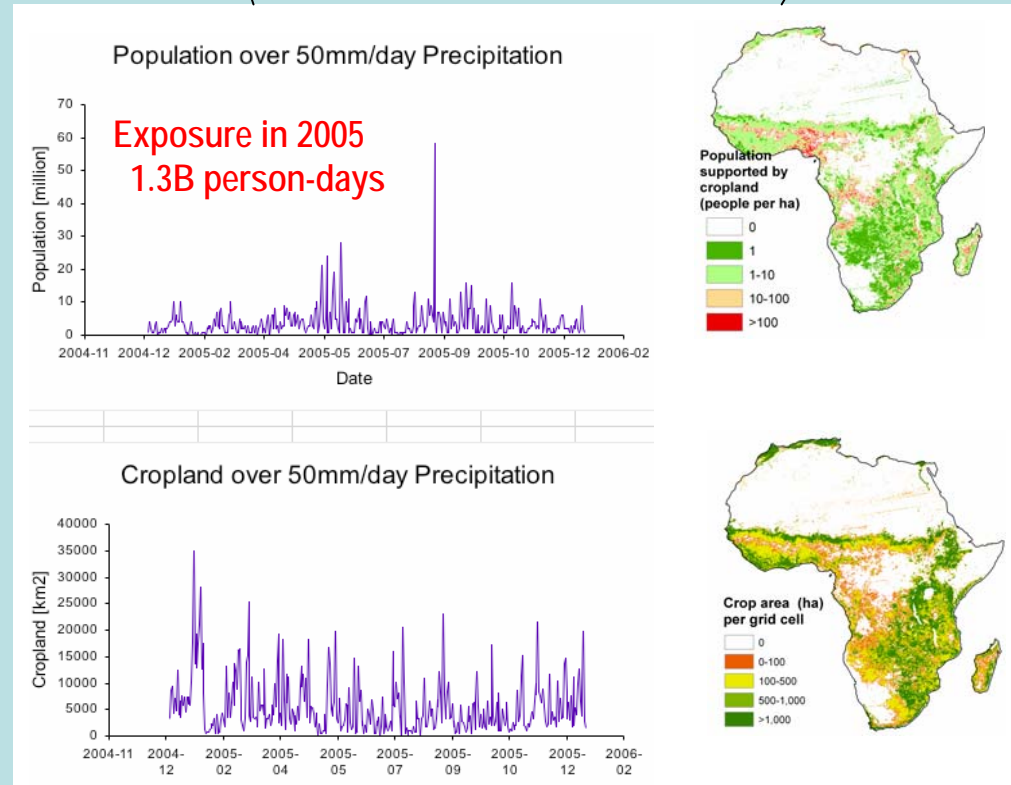 Population over 50mm/day Precipitation
Exposure in 2005
1.3B person-days
Population [million]
70
60
50
40
30
20
10
0
2004-11 2004-12 2005-02 2005-04 2005-05 2005-07 2005-09 2005-10 2005-12 2006-02
Date
Population
supported by
cropland
(people per ha)
0
1
1-10
10-100
>100
Cropland over 50mm/day Precipitation
Cropland [km2]
40000
35000
30000
25000
20000
15000
10000
5000
0
2004-11 2004- 2005- 2005- 2005- 2005- 2005- 2005- 2005- 2006-
12 02 04 05 07 09 10 12 02
Crop area (ha)
per grid cell
0
0-100
100-500
500-1,000
>1,000